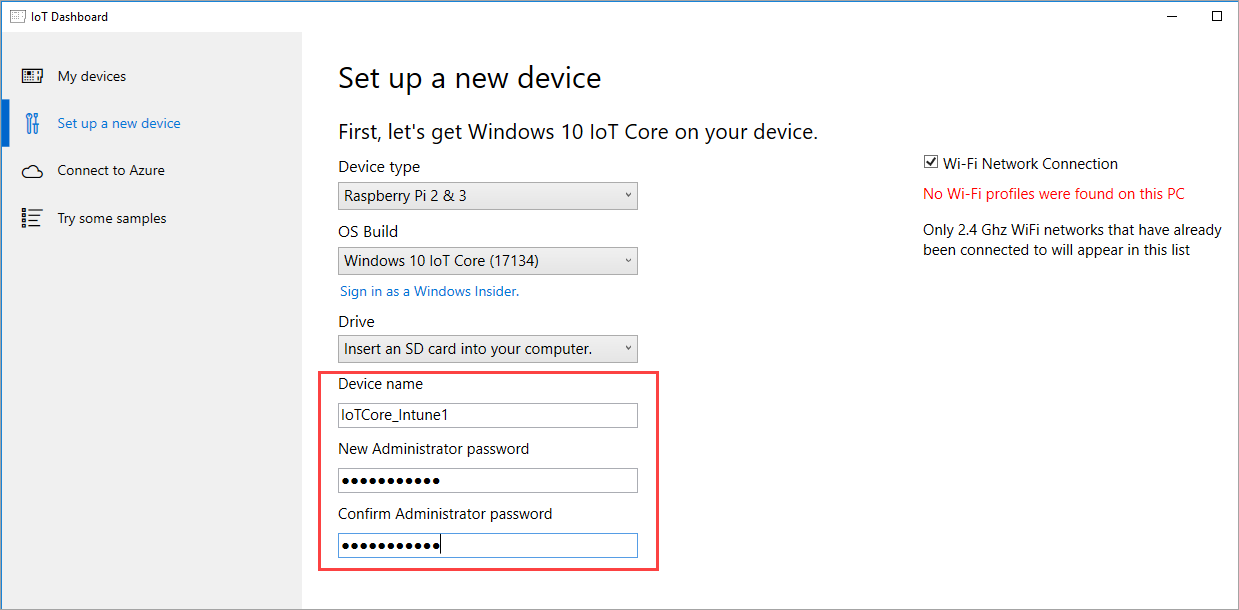 IoT Dashboard
My devices
Set up a new device
Connect to Azure
Try some samples
Set up a new device
First, let's get Windows 10 IoT Core on your device.
Device type
Raspberry Pi 2 & 3
OS Build
Windows 10 IoT Core (17134)
Sign in as a Windows Insider.
Drive
Insert an SD card into your computer.
Device name
IoTCore_Intune1
New Administrator password
●●●●●●●●●●●
Confirm Administrator password
●●●●●●●●●●●
Wi-Fi Network Connection
No Wi-Fi profiles were found on this PC
Only 2.4 Ghz WiFi networks that have already
been connected to will appear in this list